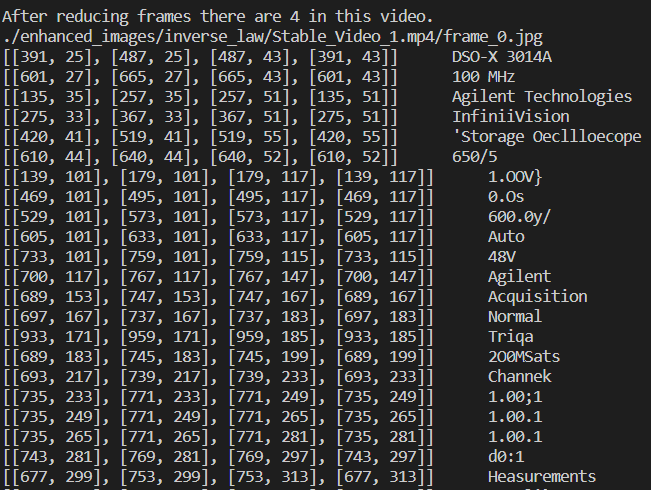 After reducing frames there are 4 in this video.
./enhanced_images/inverse_law/Stable_Video_1.mp4/frame_0.jpg
[[391, 25], [487, 25], [487, 43], [391, 43]] DSO-X 3014A
[[601, 27], [665, 27], [665, 43], [601, 43]] 100 MHz
[[135, 35], [257, 35], [257, 51], [135, 51]] Agilent Technologies
[[275, 33], [367, 33], [367, 51], [275, 51]] InfiniiVision
[[420, 41], [519, 41], [519, 55], [420, 55]] 'Storage Oecllloecope
[[610, 44], [640, 44], [640, 52], [610, 52]] 650/5
[[139, 101], [179, 101], [179, 117], [139, 117]] 1.OOV}
[[469, 101], [495, 101], [495, 117], [469, 117]] 0.Os
[[529, 101], [573, 101], [573, 117], [529, 117]] 600.0y/
[[605, 101], [633, 101], [633, 117], [605, 117]] Auto
[[733, 101], [759, 101], [759, 115], [733, 115]] 48V
[[700, 117], [767, 117], [767, 147], [700, 147]] Agilent
[[689, 153], [747, 153], [747, 167], [689, 167]] Acquisition
[[697, 167], [737, 167], [737, 183], [697, 183]] Normal
[[933, 171], [959, 171], [959, 185], [933, 185]] Triqa
[[689, 183], [745, 183], [745, 199], [689, 199]] 2O0MSats
[[693, 217], [739, 217], [739, 233], [693, 233]] Channek
[[735, 233], [771, 233], [771, 249], [735, 249]] 1.00;1
[[735, 249], [771, 249], [771, 265], [735, 265]] 1.00.1
[[735, 265], [771, 265], [771, 281], [735, 281]] 1.00.1
[[743, 281], [769, 281], [769, 297], [743, 297]] d0:1
[[677, 299], [753, 299], [753, 313], [677, 313]] Heasurements